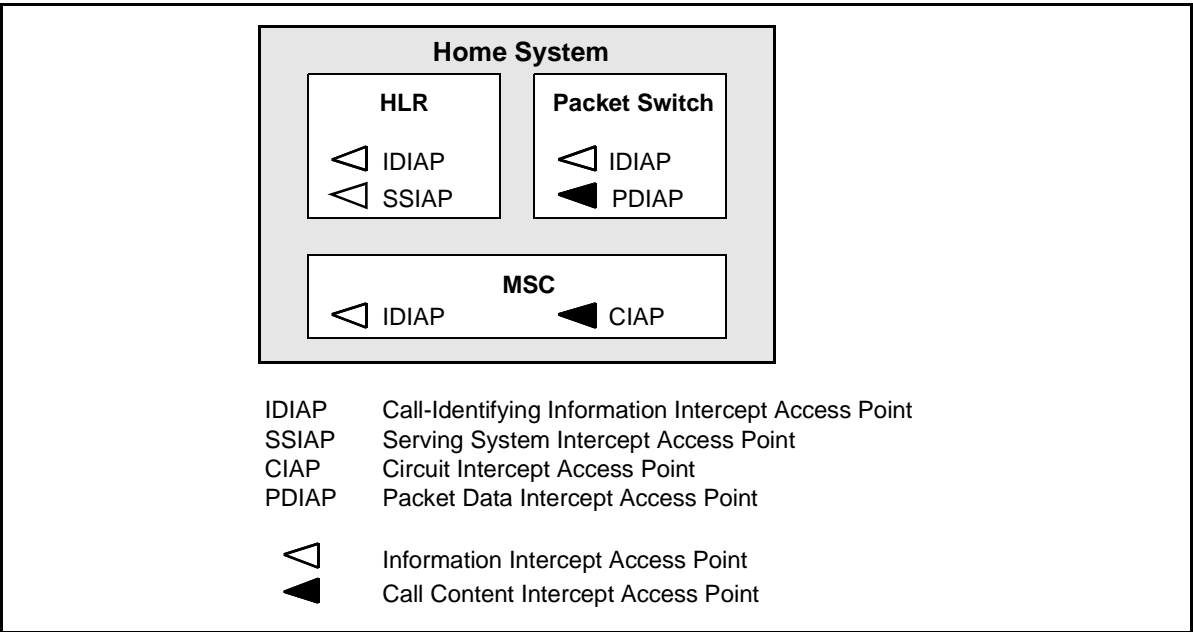 Home System
HLR
IDIAP
SSIAP
Packet Switch
IDIAP
PDIAP
MSC
IDIAP CIAP
IDIAP Call-Identifying Information Intercept Access Point
SSIAP Serving System Intercept Access Point
CIAP Circuit Intercept Access Point
PDIAP Packet Data Intercept Access Point
Information Intercept Access Point
Call Content Intercept Access Point